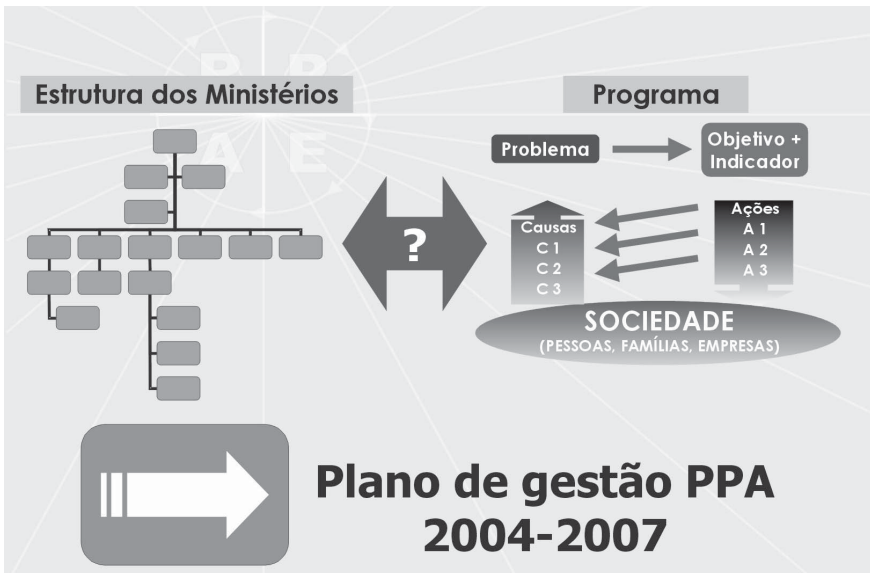 P P
A E
Estrutura dos Ministérios
Programa
Problema
Objetivo +
Indicador
?
Causas
C 1
C 2
C 3
Ações
A 1
A 2
A 3
SOCIEDADE
(PESSOAS, FAMÍLIAS, EMPRESAS)
Plano de gestão PPA
2004-2007